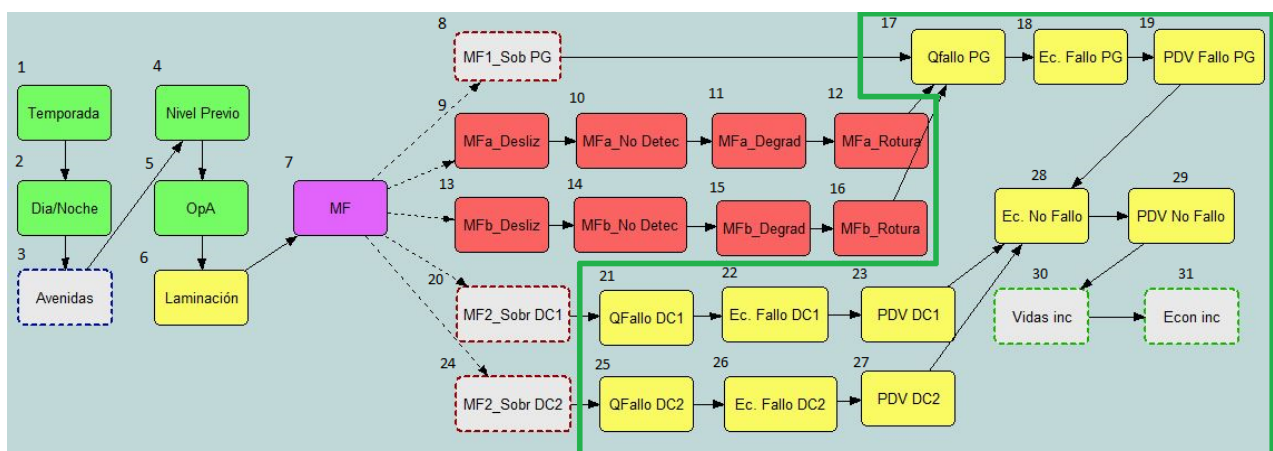 1
Temporada
2
Dia/Noche
3
Avenidas
4
Nivel Previo
5
OpA
6
Laminación
7
MF
8
MF1_Sob PG
9
MFa_Desliz
10
MFa_No Detec
11
MFa_Degrad
12
MFa_Rotura
13
MFb_Desliz
14
MFb_No Detec
15
MFb_Degrad
16
MFb_Rotura
17
Qfallo PG
18
Ec. Fallo PG
19
PDV Fallo PG
20
MF2_Sobr DC1
21
QFallo DC1
22
Ec. Fallo DC1
23
PDV DC1
24
MF2_Sobr DC2
25
QFallo DC2
26
Ec. Fallo DC2
27
PDV DC2
28
Ec. No Fallo
29
PDV No Fallo
30
Vidas inc
31
Econ inc